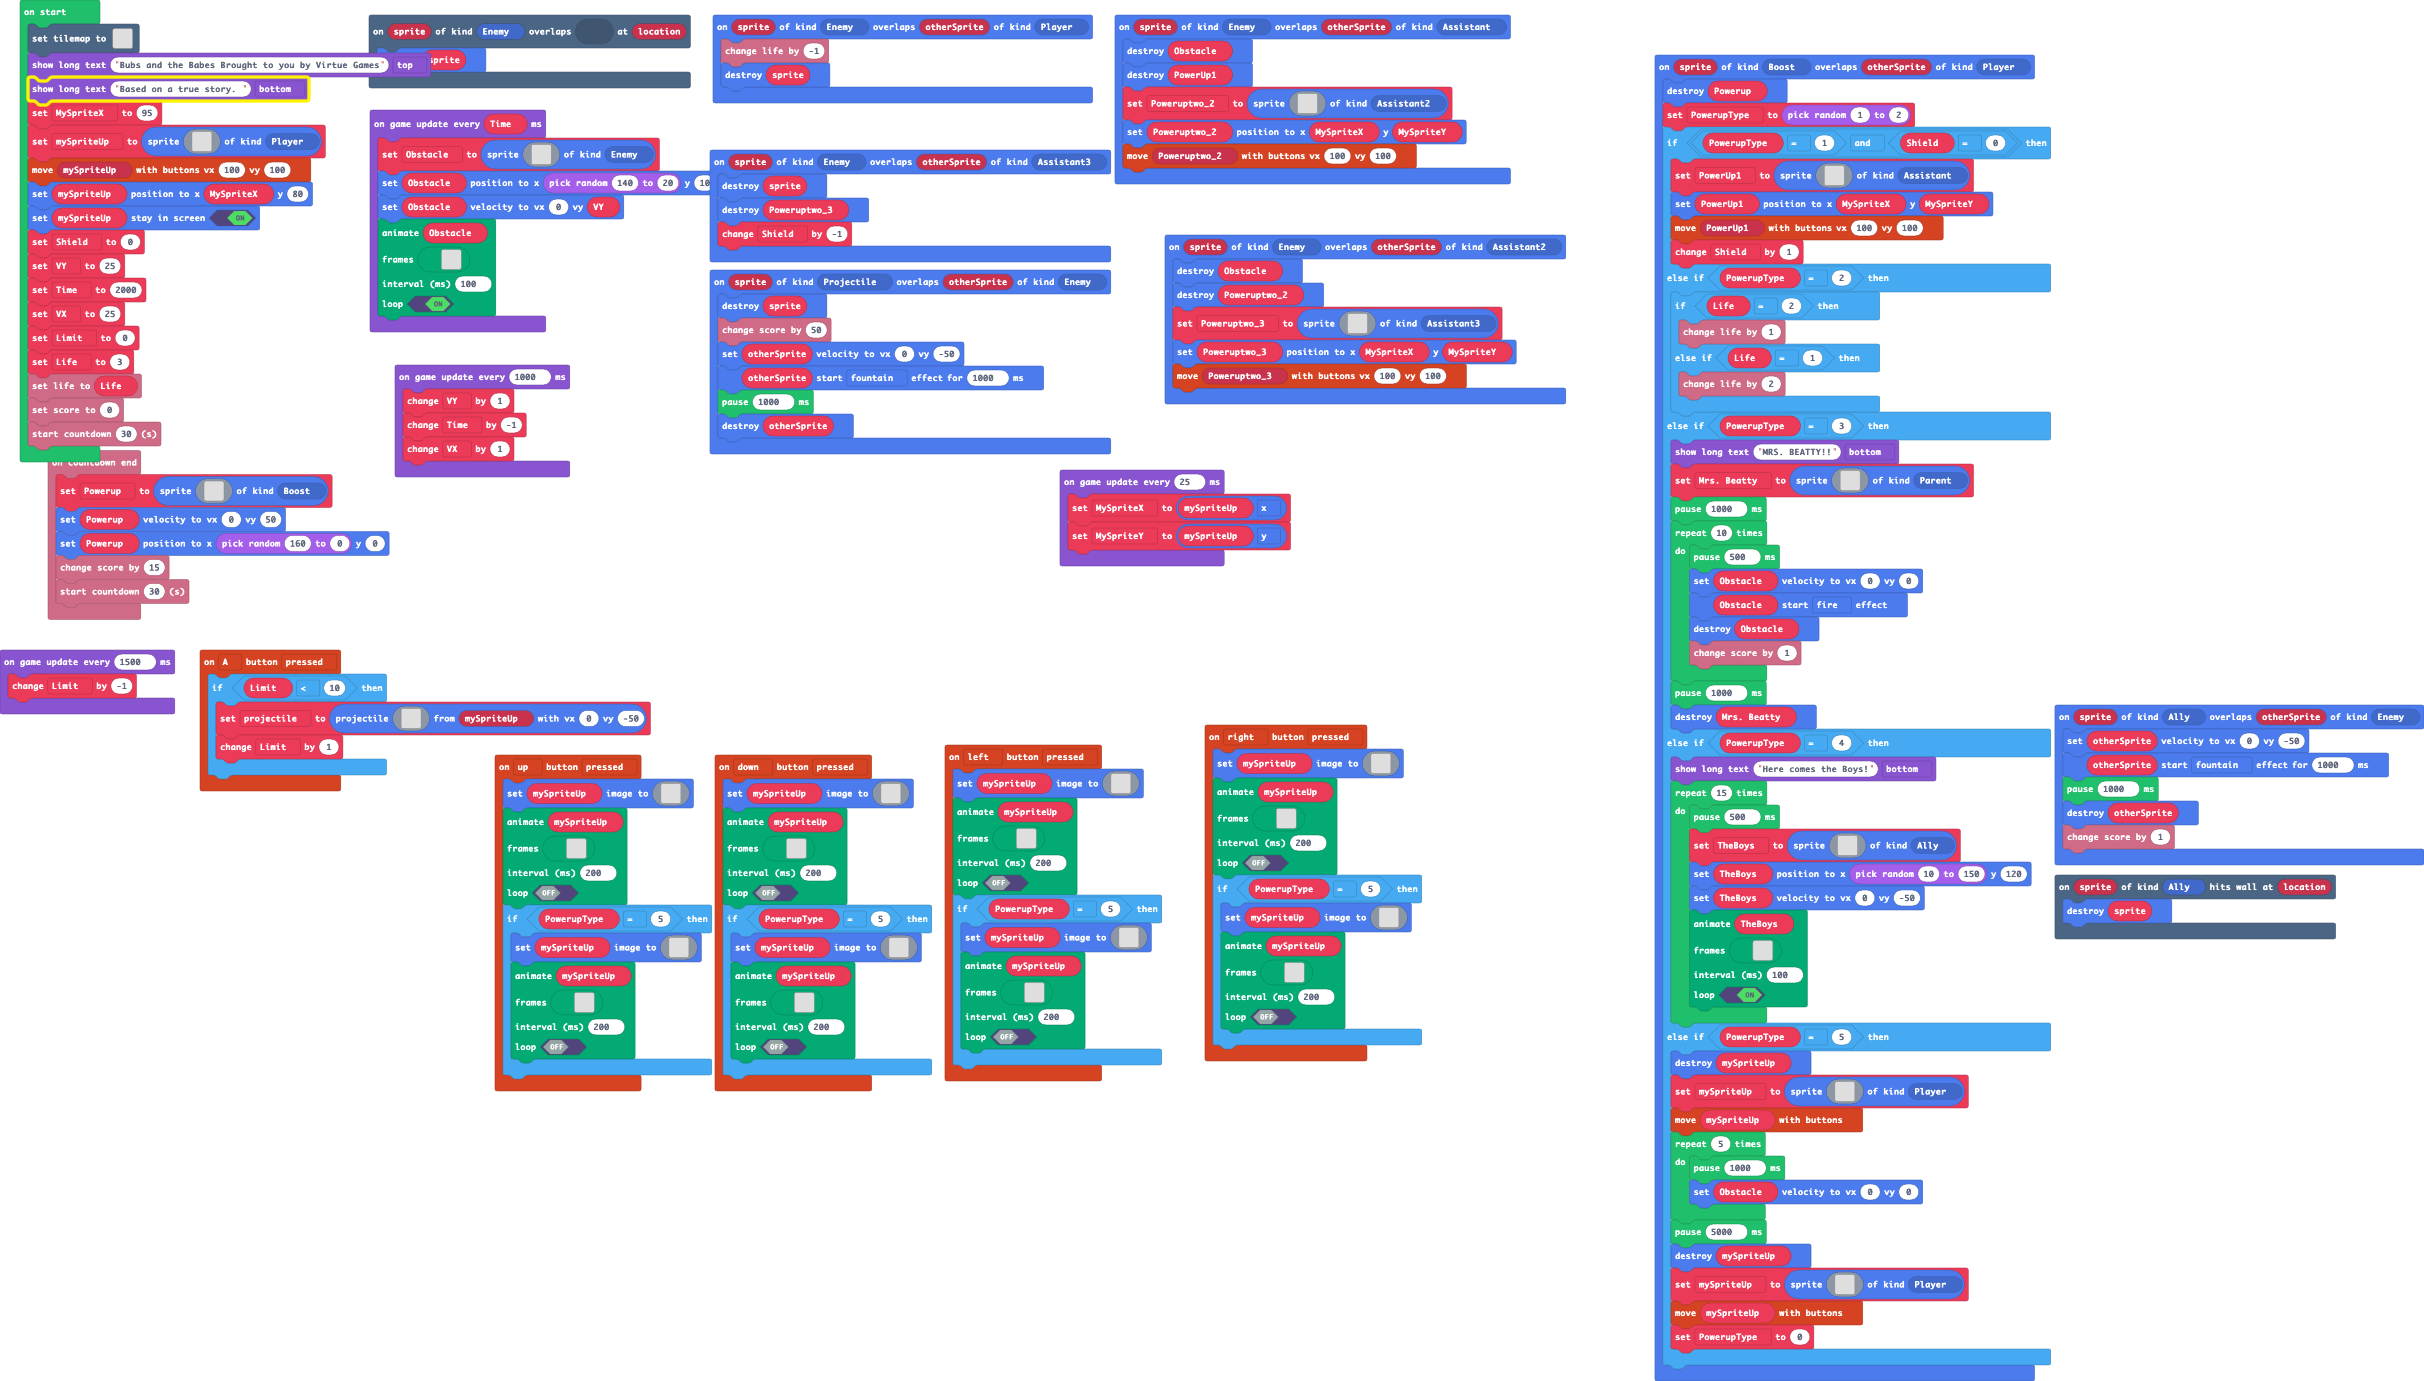 on start
set tilemap to
show long text "Bubs and the Babes Brought to you by Virtue Games" top
show long text "Based on a true story. " bottom
set MySpriteX to 95
set mySpriteUp to sprite of kind Player
move mySpriteUp with buttons vx 100 vy 100
set mySpriteUp position to x MySpriteX y 80
set mySpriteUp stay in screen ON
set Shield to 0
set VY to 25
set Time to 2000
set VX to 25
set Limit to 0
set Life to 3
set life to Life
set score to 0
start countdown 30 (s)
on countdown end
set Powerup to sprite of kind Boost
set Powerup velocity to vx 0 vy 50
set Powerup position to x pick random 160 to 0 y 0
change score by 15
start countdown 30 (s)
on game update every 1500 ms
change Limit by -1
on A button pressed
if Limit < 10 then
set projectile to projectile from mySpriteUp with vx 0 vy -50
change Limit by 1
on sprite of kind Enemy overlaps at location
sprite
on game update every Time ms
set Obstacle to sprite of kind Enemy
set Obstacle position to x pick random 140 to 20 y 10
set Obstacle velocity to vx 0 vy VY
animate Obstacle
frames
interval (ms) 100
loop ON
on game update every 1000 ms
change VY by 1
change Time by -1
change VX by 1
on sprite of kind Enemy overlaps otherSprite of kind Player
change life by -1
destroy sprite
on sprite of kind Enemy overlaps otherSprite of kind Assistant3
destroy sprite
destroy Poweruptwo_3
change Shield by -1
on sprite of kind Projectile overlaps otherSprite of kind Enemy
destroy sprite
change score by 50
set otherSprite velocity to vx 0 vy -50
otherSprite start fountain effect for 1000 ms
pause 1000 ms
destroy otherSprite
on sprite of kind Enemy overlaps otherSprite of kind Assistant
destroy Obstacle
destroy PowerUp1
set Poweruptwo_2 to sprite of kind Assistant2
set Poweruptwo_2 position to x MySpriteX y MySpriteY
move Poweruptwo_2 with buttons vx 100 vy 100
on sprite of kind Enemy overlaps otherSprite of kind Assistant2
destroy Obstacle
destroy Poweruptwo_2
set Poweruptwo_3 to sprite of kind Assistant3
set Poweruptwo_3 position to x MySpriteX y MySpriteY
move Poweruptwo_3 with buttons vx 100 vy 100
on game update every 25 ms
set MySpriteX to mySpriteUp x
set MySpriteY to mySpriteUp y
on up button pressed
set mySpriteUp image to
animate mySpriteUp
frames
interval (ms) 200
loop OFF
if PowerupType = 5 then
set mySpriteUp image to
animate mySpriteUp
frames
interval (ms) 200
loop OFF
on down button pressed
set mySpriteUp image to
animate mySpriteUp
frames
interval (ms) 200
loop OFF
if PowerupType = 5 then
set mySpriteUp image to
animate mySpriteUp
frames
interval (ms) 200
loop OFF
on left button pressed
set mySpriteUp image to
animate mySpriteUp
frames
interval (ms) 200
loop OFF
if PowerupType = 5 then
set mySpriteUp image to
animate mySpriteUp
frames
interval (ms) 200
loop OFF
on right button pressed
set mySpriteUp image to
animate mySpriteUp
frames
interval (ms) 200
loop OFF
if PowerupType = 5 then
set mySpriteUp image to
animate mySpriteUp
frames
interval (ms) 200
loop OFF
on sprite of kind Boost overlaps otherSprite of kind Player
destroy Powerup
set PowerupType to pick random 1 to 2
if PowerupType = 1 and Shield = 0 then
set PowerUp1 to sprite of kind Assistant
set PowerUp1 position to x MySpriteX y MySpriteY
move PowerUp1 with buttons vx 100 vy 100
change Shield by 1
else if PowerupType = 2 then
if Life = 2 then
change life by 1
else if Life = 1 then
change life by 2
else if PowerupType = 3 then
show long text "MRS. BEATTY!!" bottom
set Mrs. Beatty to sprite of kind Parent
pause 1000 ms
repeat 10 times
do pause 500 ms
set Obstacle velocity to vx 0 vy 0
Obstacle start fire effect
destroy Obstacle
change score by 1
pause 1000 ms
destroy Mrs. Beatty
else if PowerupType = 4 then
show long text "Here comes the Boys!" bottom
repeat 15 times
do pause 500 ms
set TheBoys to sprite of kind Ally
set TheBoys position to x pick random 10 to 150 y 120
set TheBoys velocity to vx 0 vy -50
animate TheBoys
frames
interval (ms) 100
loop ON
else if PowerupType = 5 then
destroy mySpriteUp
set mySpriteUp to sprite of kind Player
move mySpriteUp with buttons
repeat 5 times
do pause 1000 ms
set Obstacle velocity to vx 0 vy 0
pause 5000 ms
destroy mySpriteUp
set mySpriteUp to sprite of kind Player
move mySpriteUp with buttons
set PowerupType to 0
on sprite of kind Ally overlaps otherSprite of kind Enemy
set otherSprite velocity to vx 0 vy -50
otherSprite start fountain effect for 1000 ms
pause 1000 ms
destroy otherSprite
change score by 1
on sprite of kind Ally hits wall at location
destroy sprite